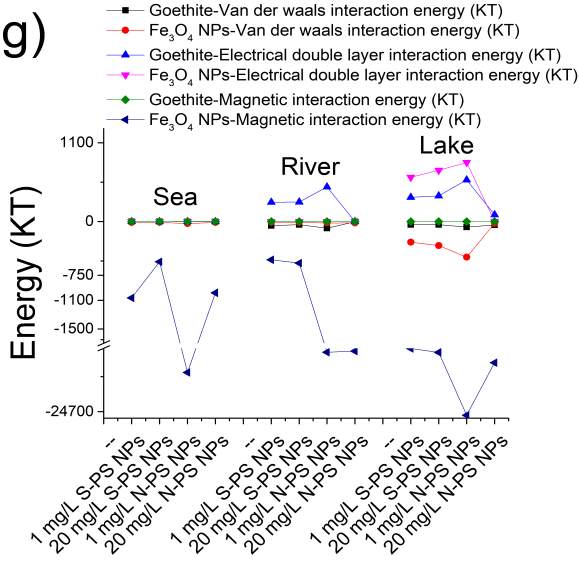 g)
Goethite-Van der waals interaction energy (KT)
Fe3O4 NPs-Van der waals interaction energy (KT)
Goethite-Electrical double layer interaction energy (KT)
Fe3O4 NPs-Electrical double layer interaction energy (KT)
Goethite-Magnetic interaction energy (KT)
Fe3O4 NPs-Magnetic interaction energy (KT)
Energy (KT)
1100
0
-750
-1100
-1500
-24700
Sea
River
Lake
--
1 mg/L S-PS NPs
20 mg/L S-PS NPs
1 mg/L N-PS NPs
20 mg/L N-PS NPs
--
1 mg/L S-PS NPs
20 mg/L S-PS NPs
1 mg/L N-PS NPs
20 mg/L N-PS NPs
--
1 mg/L S-PS NPs
20 mg/L S-PS NPs
1 mg/L N-PS NPs
20 mg/L N-PS NPs